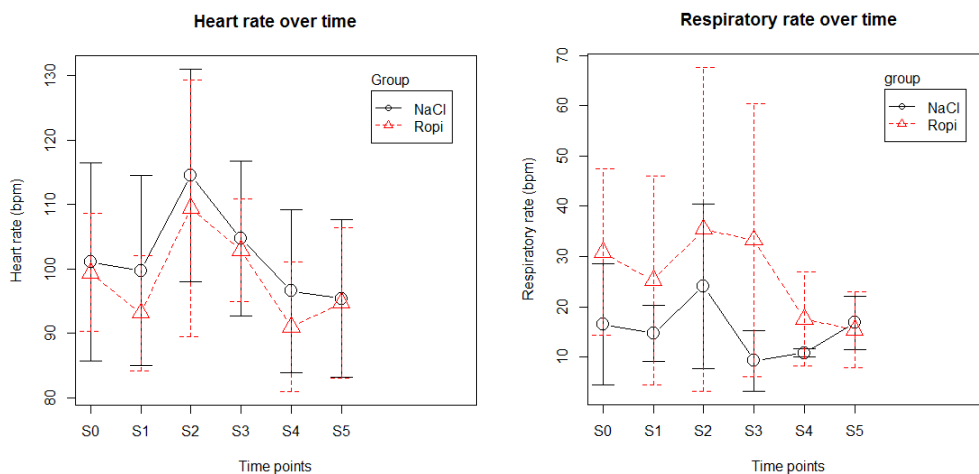 Heart rate over time
Heart rate (bpm)
130
120
110
100
90
80
Group
NaCl
Ropi
S0 S1 S2 S3 S4 S5
Time points
Respiratory rate over time
Respiratory rate (bpm)
70
60
50
40
30
20
10
group
NaCl
Ropi
S0 S1 S2 S3 S4 S5
Time points